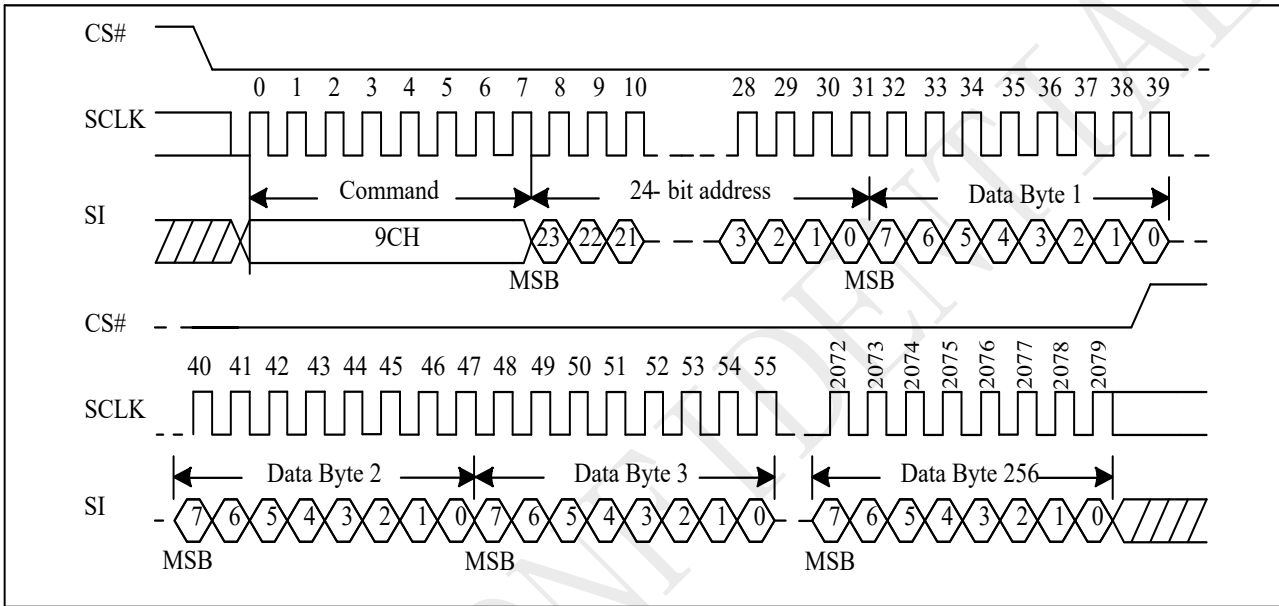 CS#
0 1 2 3 4 5 6 7 8 9 10 28 29 30 31 32 33 34 35 36 37 38 39
SCLK
Command 24- bit address Data Byte 1
SI
9CH 23 22 21 3 2 1 0 7 6 5 4 3 2 1 0
MSB MSB
CS#
40 41 42 43 44 45 46 47 48 49 50 51 52 53 54 55 2072 2073 2074 2075 2076 2077 2078 2079
SCLK
Data Byte 2 Data Byte 3 Data Byte 256
SI
7 6 5 4 3 2 1 0 7 6 5 4 3 2 1 0 7 6 5 4 3 2 1 0
MSB MSB MSB